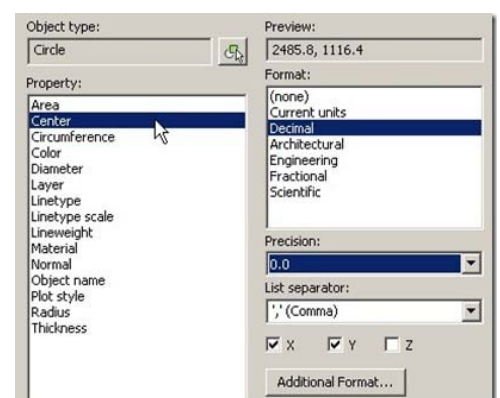 Object type:
Circle
Property:
Area
Center
Circumference
Color
Diameter
Layer
Linetype
Linetype scale
Lineweight
Material
Normal
Object name
Plot style
Radius
Thickness
Preview:
2485.8, 1116.4
Format:
(none)
Current units
Decimal
Architectural
Engineering
Fractional
Scientific
Precision:
0.0
List separator:
',' (Comma)
X Y Z
Additional Format...